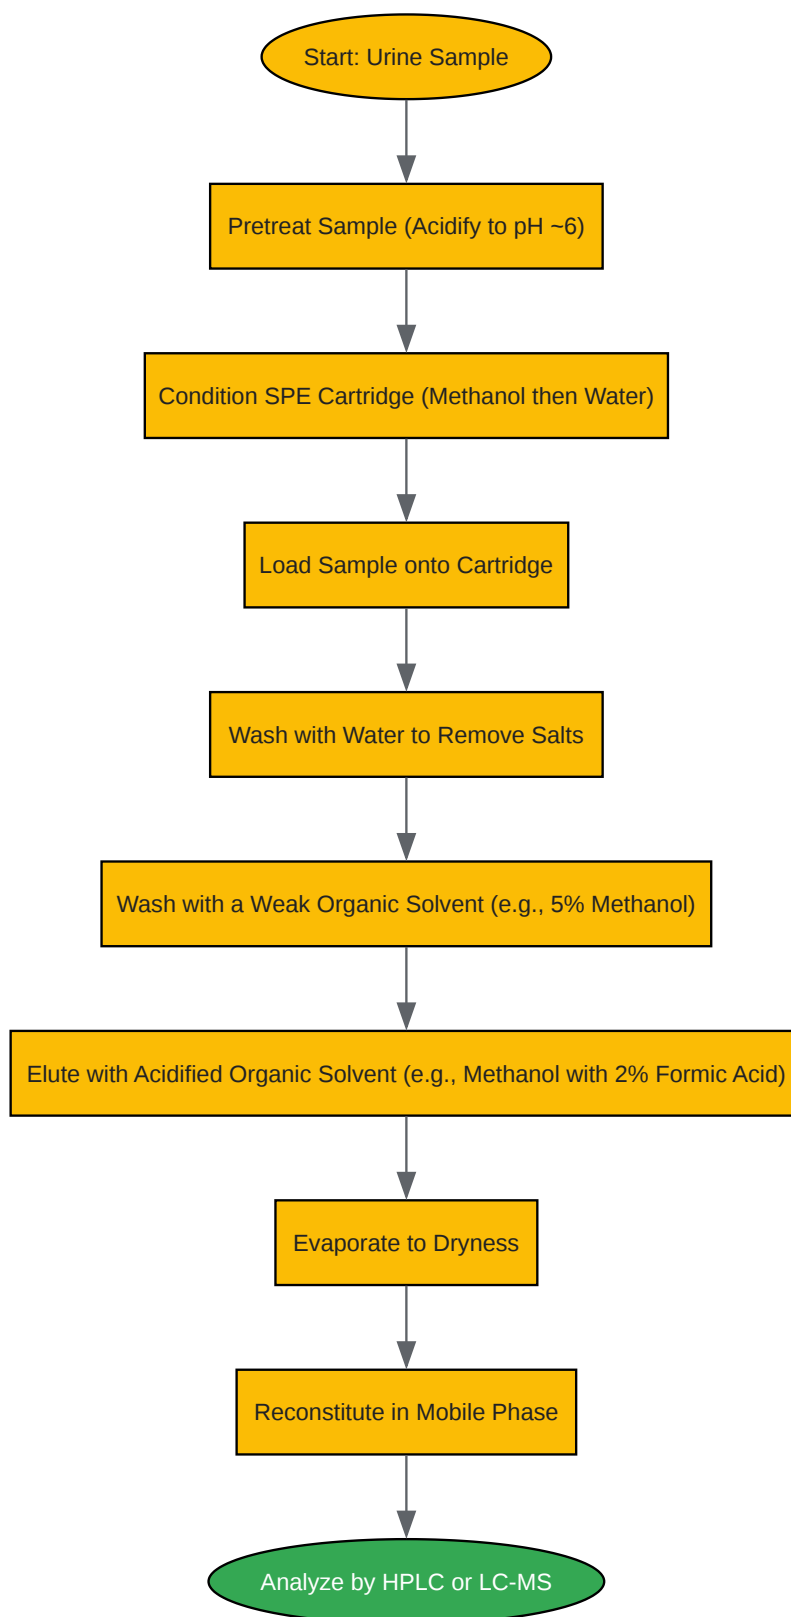 Start: Urine Sample
Pretreat Sample (Acidify to pH ~6)
Condition SPE Cartridge (Methanol then Water)
Load Sample onto Cartridge
Wash with Water to Remove Salts
Wash with a Weak Organic Solvent (e.g., 5% Methanol)
Elute with Acidified Organic Solvent (e.g., Methanol with 2% Formic Acid)
Evaporate to Dryness
Reconstitute in Mobile Phase
Analyze by HPLC or LC-MS